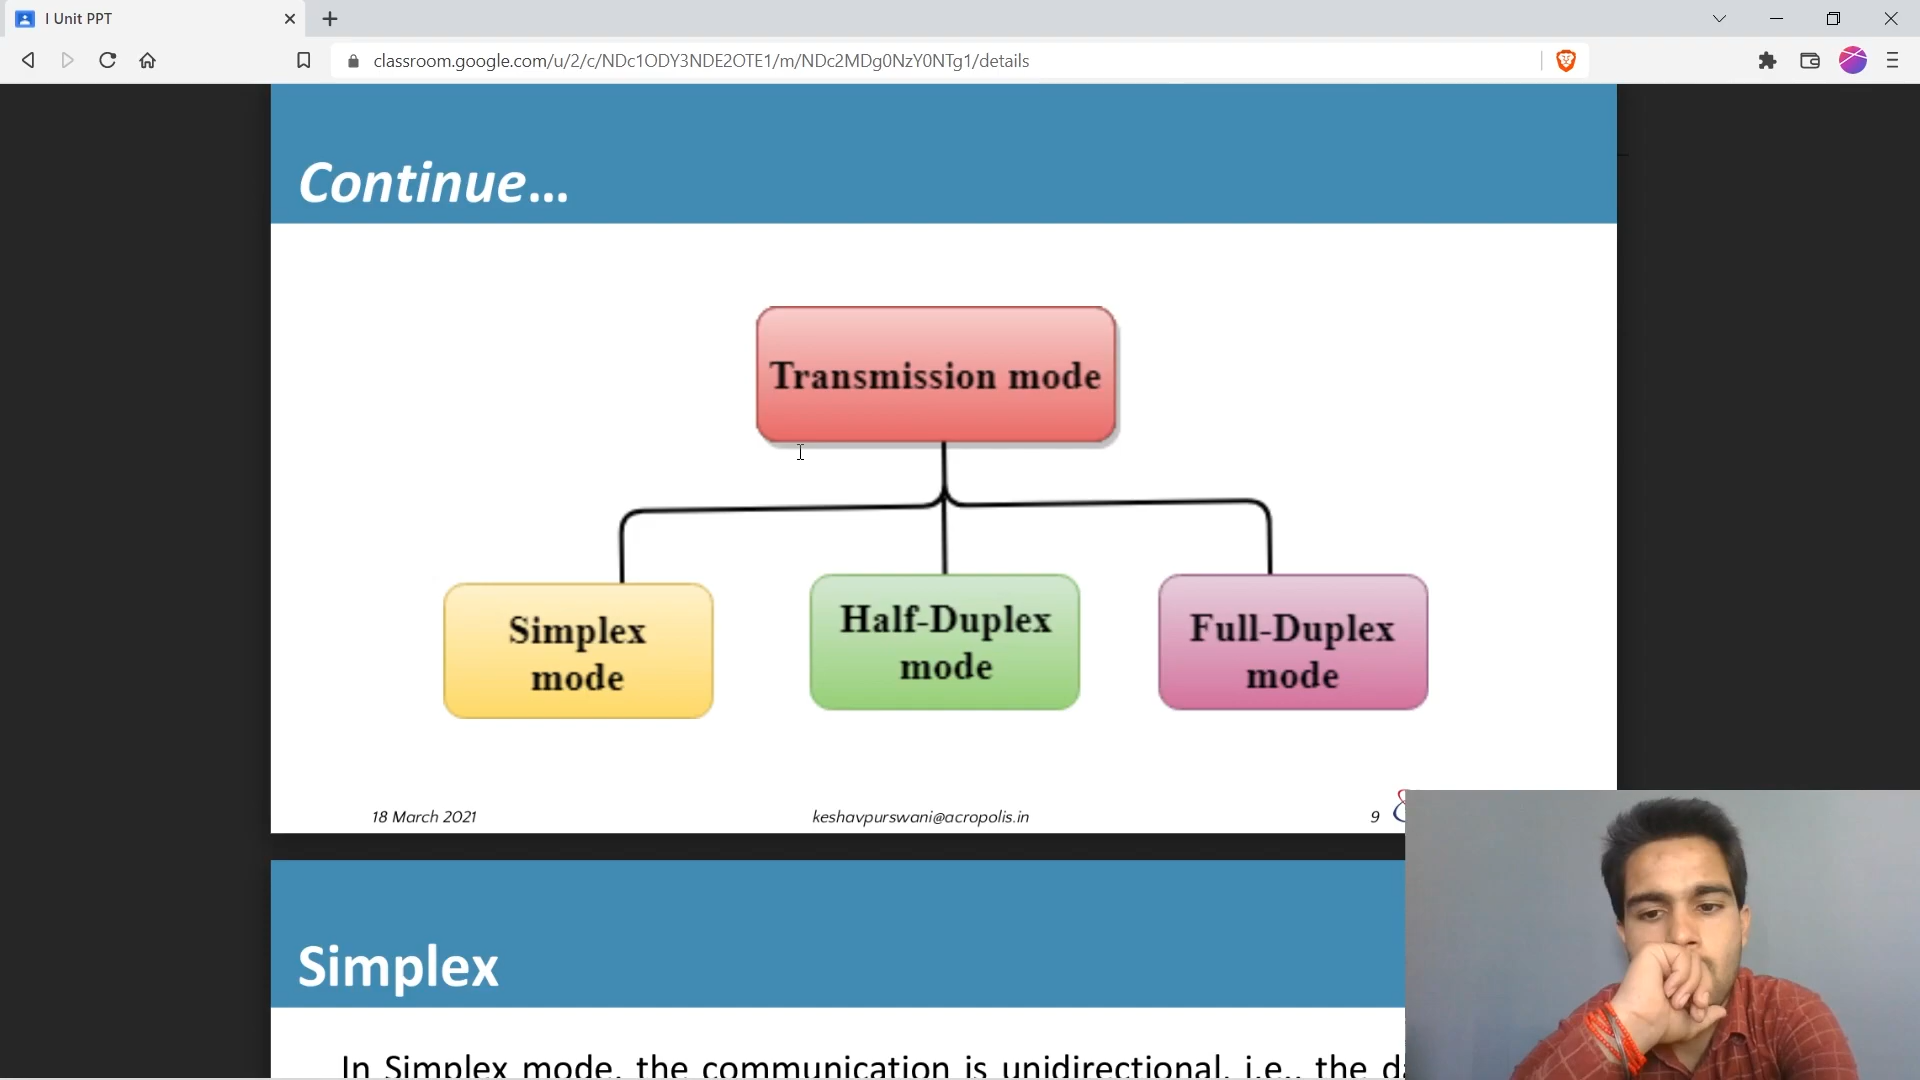 I Unit PPT
classroom.google.com/u/2/c/NDc1ODY3NDE2OTE1/m/NDc2MDg0NzY0NTg1/details
Continue...
Transmission mode
Simplex
mode
Half-Duplex
mode
Full-Duplex
mode
18 March 2021
keshavpurswani@acropolis.in
9
Simplex
In Simplex mode, the communication is unidirectional, i.e., the